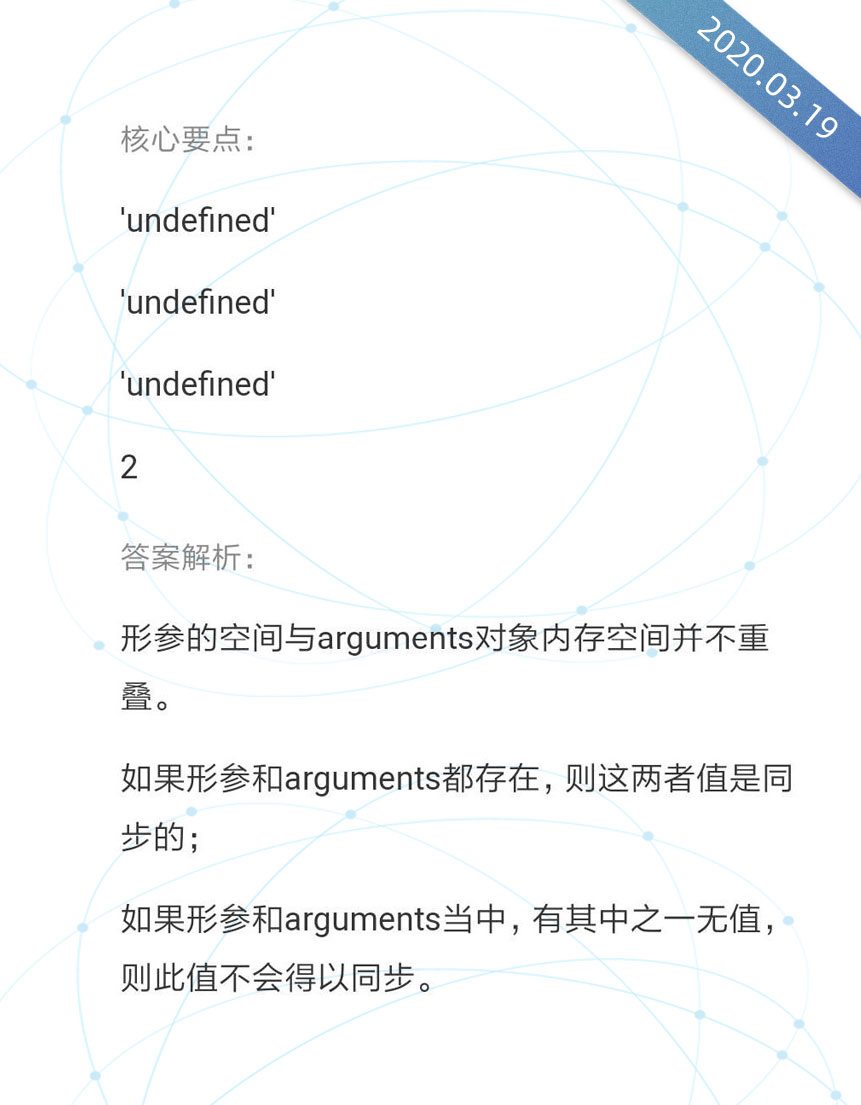 2020.03.19
核心要点：
'undefined'
'undefined'
'undefined'
2
答案解析：
形参的空间与arguments对象内存空间并不重
叠。
如果形参和arguments都存在，则这两者值是同
步的；
如果形参和arguments当中，有其中之一无值，
则此值不会得以同步。